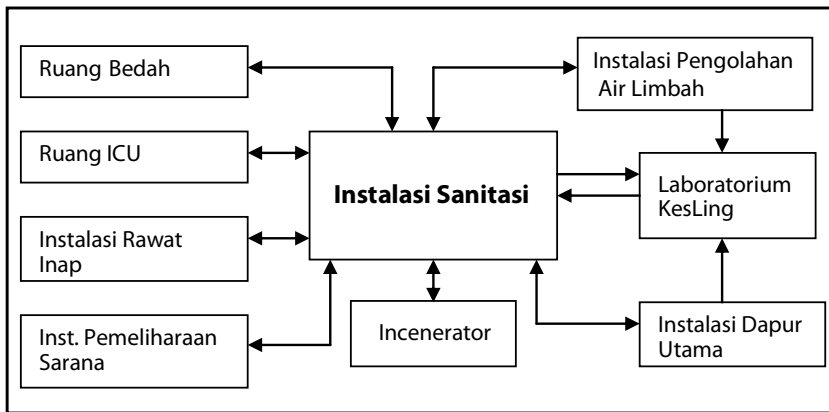 Ruang Bedah
Ruang ICU
Instalasi Rawat
Inap
Inst. Pemeliharaan
Sarana
Instalasi Sanitasi
Incenerator
Instalasi Pengolahan
Air Limbah
Laboratorium
KesLing
Instalasi Dapur
Utama